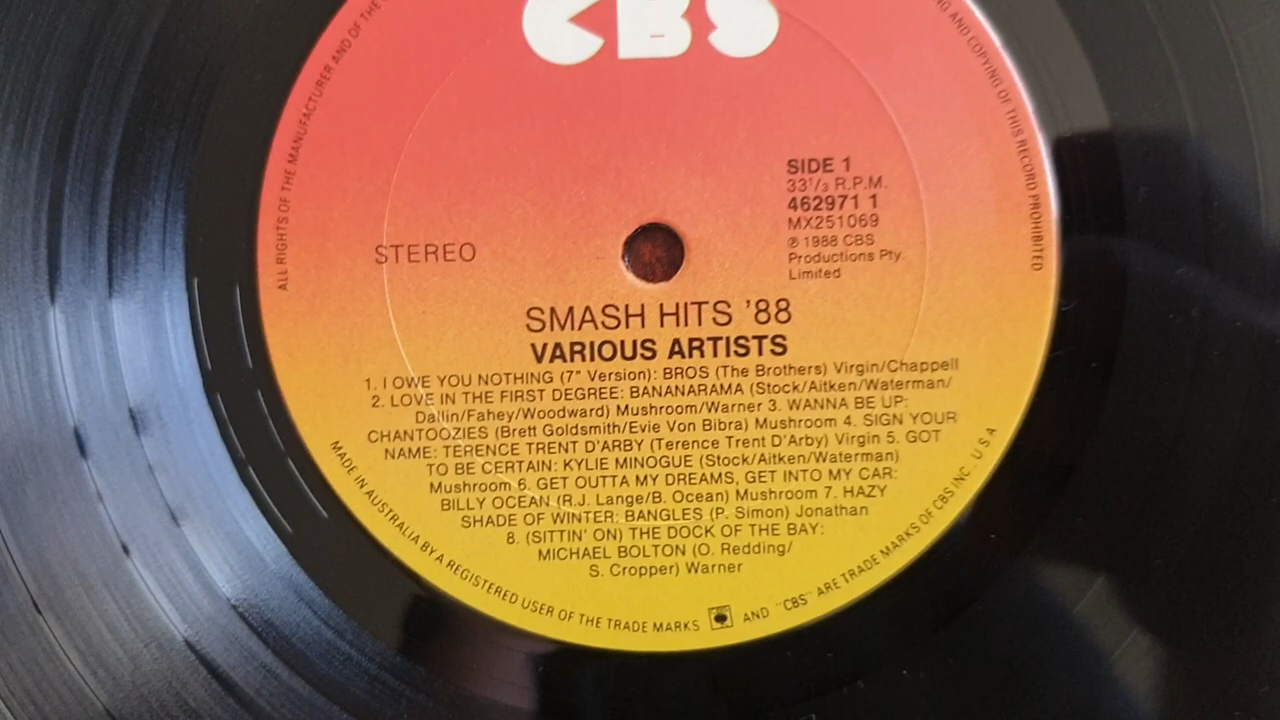 CBS
SIDE 1
33 1/3 R.P.M.
462971 1
MX251069
℗ 1988 CBS
Productions Pty.
Limited
STEREO
SMASH HITS '88
VARIOUS ARTISTS
1. I OWE YOU NOTHING (7" Version): BROS (The Brothers) Virgin/Chappell
2. LOVE IN THE FIRST DEGREE: BANANARAMA (Stock/Aitken/Waterman/
Dallin/Fahey/Woodward) Mushroom/Warner 3. WANNA BE UP:
CHANTOOZIES (Brett Goldsmith/Evie Von Bibra) Mushroom 4. SIGN YOUR
NAME: TERENCE TRENT D'ARBY (Terence Trent D'Arby) Virgin 5. GOT
TO BE CERTAIN: KYLIE MINOGUE (Stock/Aitken/Waterman)
Mushroom 6. GET OUTTA MY DREAMS, GET INTO MY CAR:
BILLY OCEAN (R.J. Lange/B. Ocean) Mushroom 7. HAZY
SHADE OF WINTER: BANGLES (P. Simon) Jonathan
8. (SITTIN' ON) THE DOCK OF THE BAY:
MICHAEL BOLTON (O. Redding/
S. Cropper) Warner
ALL RIGHTS OF THE MANUFACTURER AND OF THE
AND COPYING OF THIS RECORD PROHIBITED
MADE IN AUSTRALIA BY A REGISTERED USER OF THE TRADE MARKS AND "CBS" ARE TRADE MARKS OF CBS INC. U.S.A